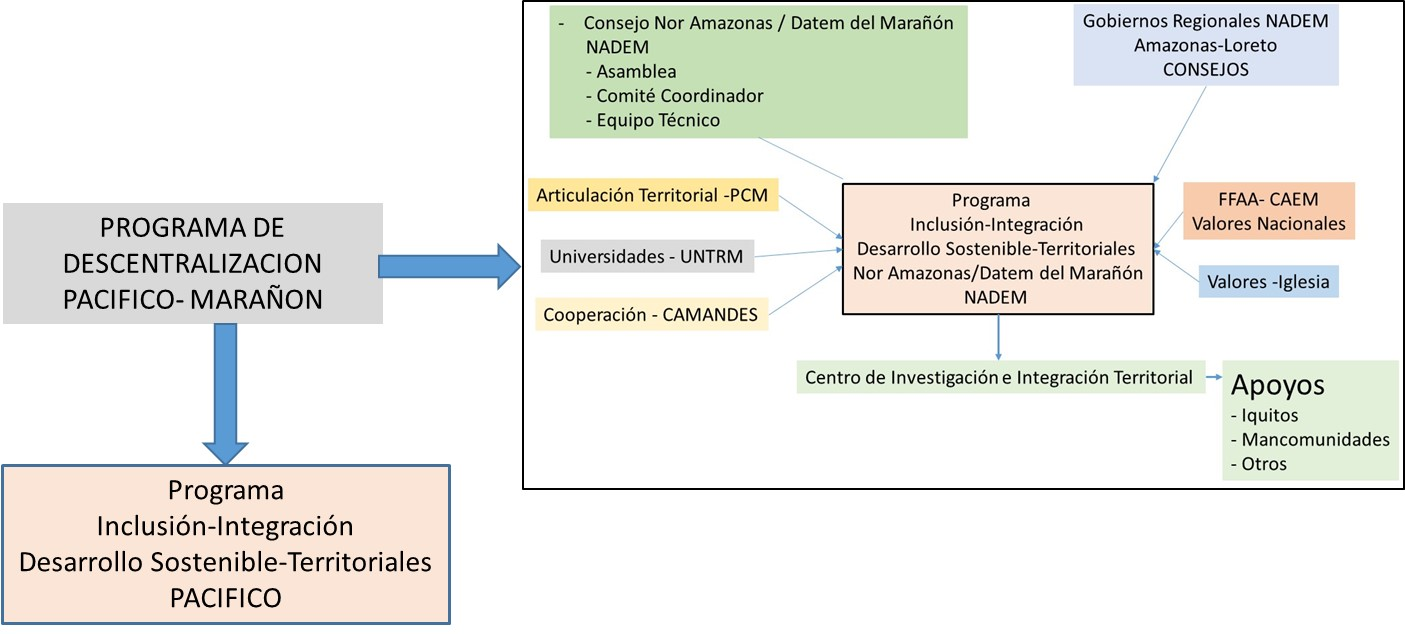 PROGRAMA DE
DESCENTRALIZACION
PACIFICO- MARAÑON
Programa
Inclusión-Integración
Desarrollo Sostenible-Territoriales
PACIFICO
- Consejo Nor Amazonas / Datem del Marañón
NADEM
- Asamblea
- Comité Coordinador
- Equipo Técnico
Gobiernos Regionales NADEM
Amazonas-Loreto
CONSEJOS
Articulación Territorial -PCM
Universidades - UNTRM
Cooperación - CAMANDES
Programa
Inclusión-Integración
Desarrollo Sostenible-Territoriales
Nor Amazonas/Datem del Marañón
NADEM
FFAA- CAEM
Valores Nacionales
Valores -Iglesia
Centro de Investigación e Integración Territorial
Apoyos
- Iquitos
- Mancomunidades
- Otros